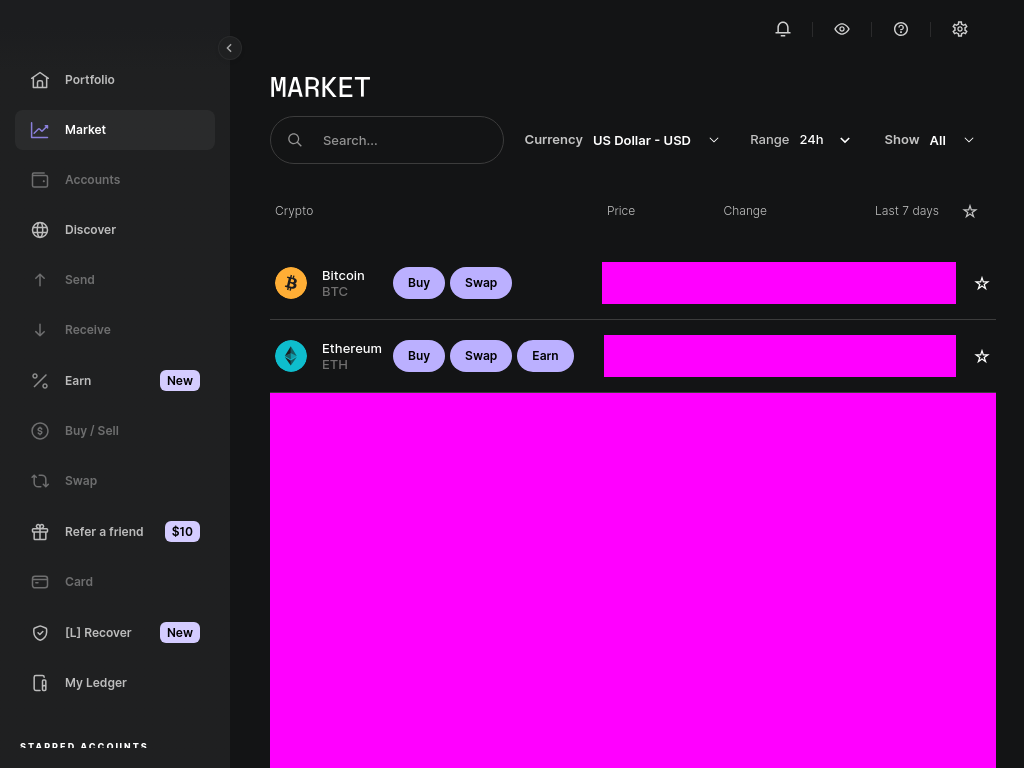 Portfolio
Market
Accounts
Discover
Send
Receive
Earn New
Buy / Sell
Swap
Refer a friend $10
Card
[L] Recover New
My Ledger
STARRED ACCOUNTS
MARKET
Search...
Currency US Dollar - USD
Range 24h
Show All
Crypto Price Change Last 7 days
Bitcoin
BTC
Buy Swap
Ethereum
ETH
Buy Swap Earn